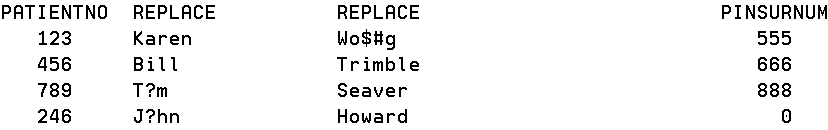 PATIENTNO REPLACE REPLACE PINSURNUM
123 Karen Wo$#g 555
456 Bill Trimble 666
789 T?m Seaver 888
246 J?hn Howard 0